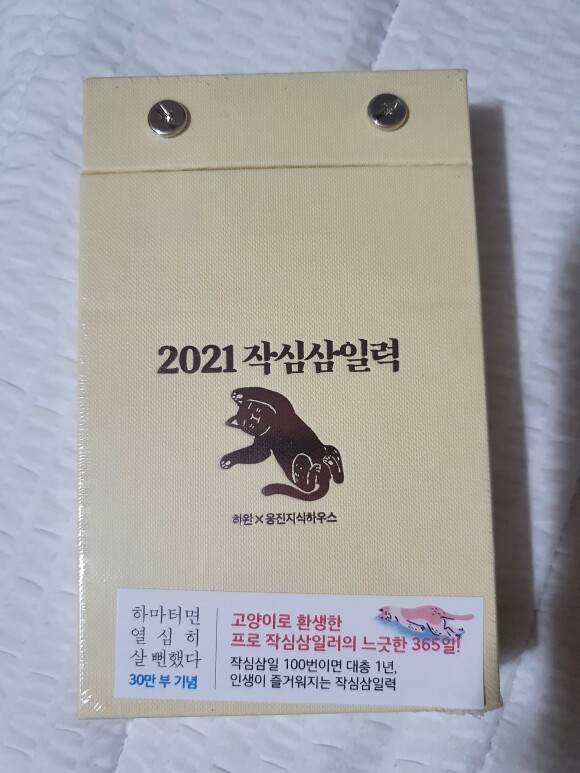 2021 작심삼일력
하완×웅진지식하우스
하마터면
열심히
살 뻔했다
30만 부 기념
고양이로 환생한
프로 작심삼일러의 느긋한 365일!
작심삼일 100번이면 대충 1년,
인생이 즐거워지는 작심삼일력